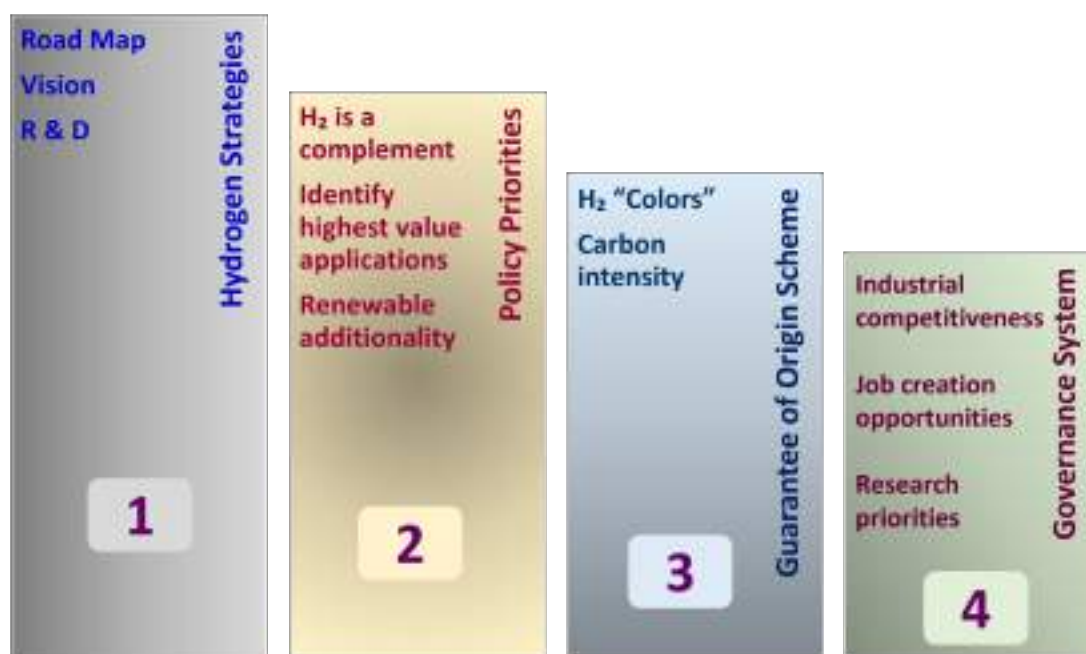 Road Map
Vision
R & D
Hydrogen Strategies
1
H₂ is a
complement
Identify
highest value
applications
Renewable
additionality
Policy Priorities
2
H₂ “Colors”
Carbon
intensity
Guarantee of Origin Scheme
3
Industrial
competitiveness
Job creation
opportunities
Research
priorities
Governance System
4